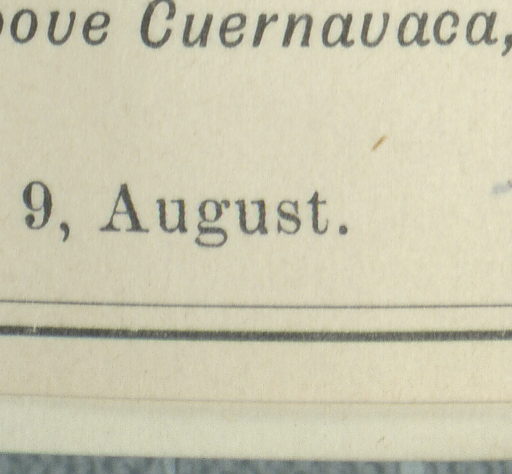 ove Cuernavaca,
9, August.